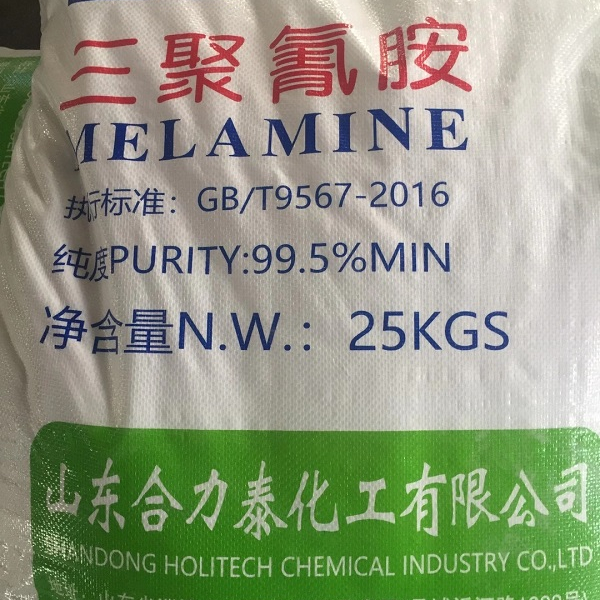 三聚氰胺
MELAMINE
执行标准：GB/T9567-2016
纯度PURITY:99.5%MIN
净含量N.W.：25KGS
山东合力泰化工有限公司
SHANDONG HOLITECH CHEMICAL INDUSTRY CO.,LTD